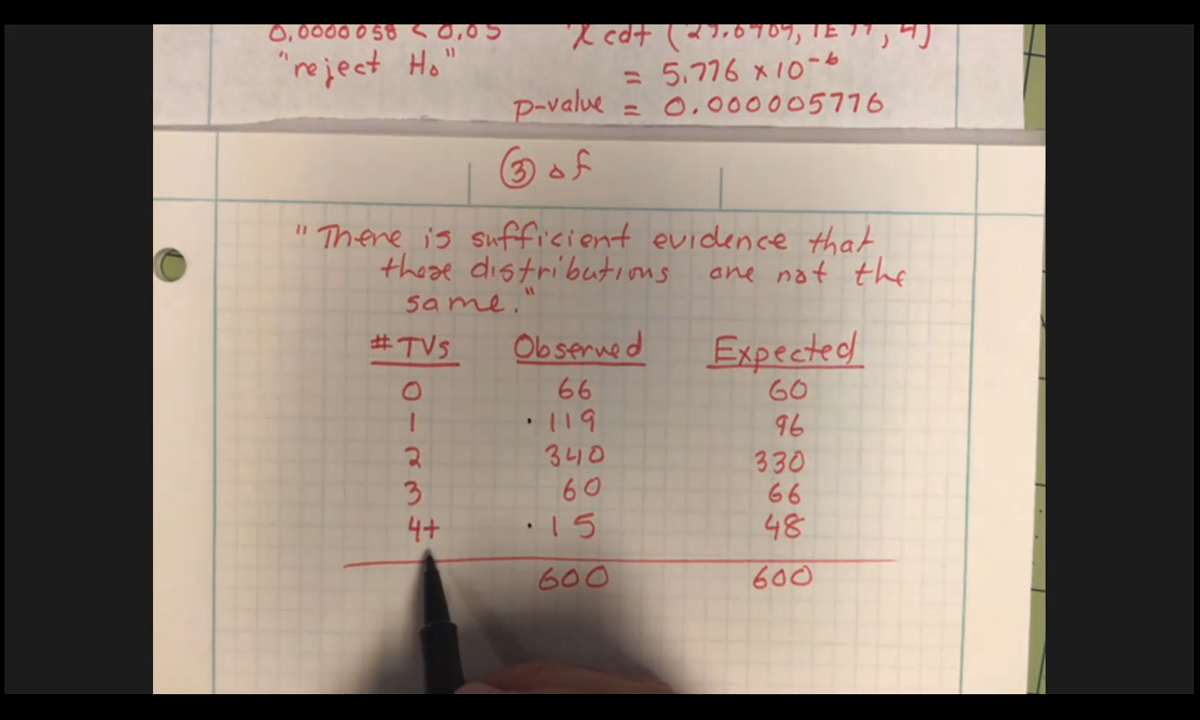 0.0000058 < 0.05
"reject H₀"
= 5.776 × 10⁻⁶
p-value = 0.000005776
③ of
"There is sufficient evidence that
these distributions are not the
same."
#TVs Observed Expected
0 66 60
1 119 96
2 340 330
3 60 66
4+ 15 48
600 600